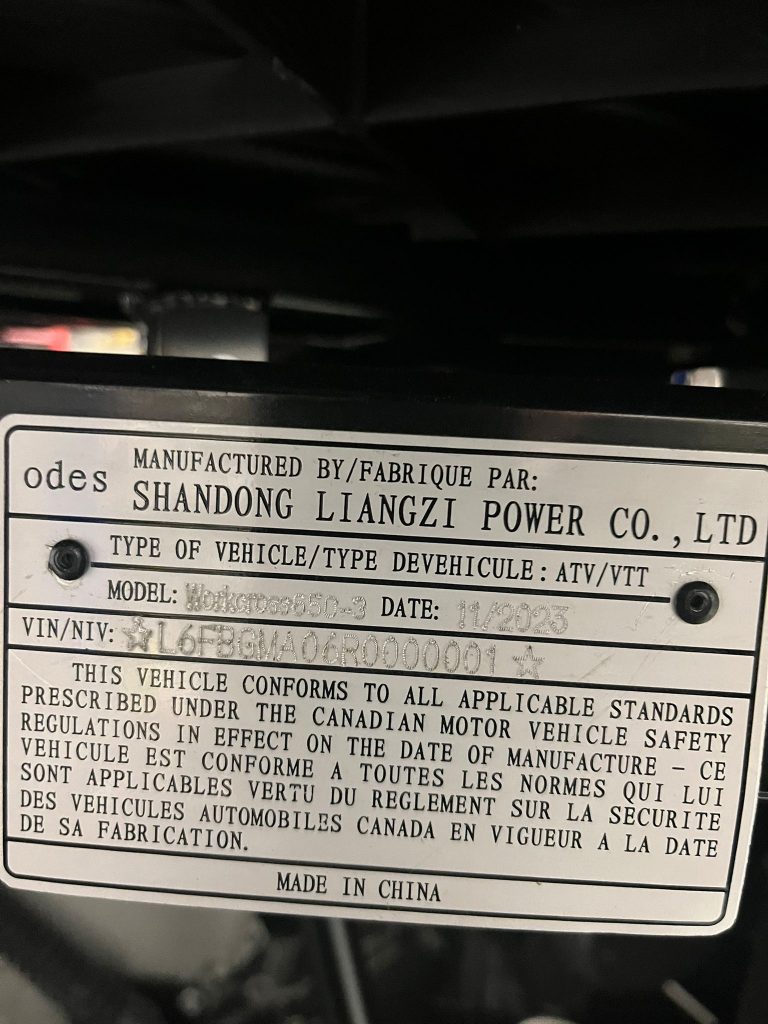 odes
MANUFACTURED BY/FABRIQUE PAR:
SHANDONG LIANGZI POWER CO.,LTD
TYPE OF VEHICLE/TYPE DEVEHICULE: ATV/VTT
MODEL: Workcross650-3 DATE: 11/2023
VIN/NIV: ☆L6FBGMA06R0000001☆
THIS VEHICLE CONFORMS TO ALL APPLICABLE STANDARDS
PRESCRIBED UNDER THE CANADIAN MOTOR VEHICLE SAFETY
REGULATIONS IN EFFECT ON THE DATE OF MANUFACTURE - CE
VEHICULE EST CONFORME A TOUTES LES NORMES QUI LUI
SONT APPLICABLES VERTU DU REGLEMENT SUR LA SECURITE
DES VEHICULES AUTOMOBILES CANADA EN VIGUEUR A LA DATE
DE SA FABRICATION.
MADE IN CHINA